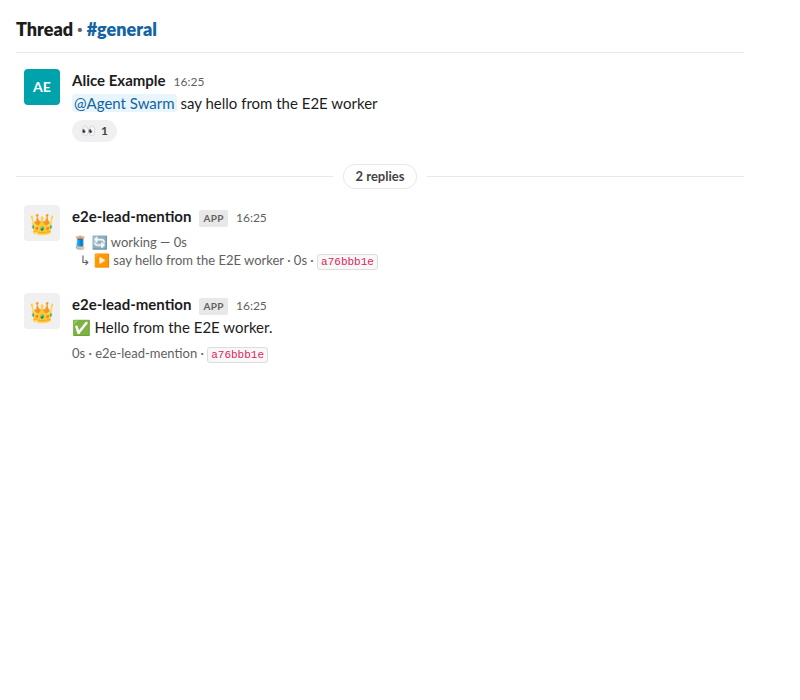 Thread • #general
AE
Alice Example 16:25
@Agent Swarm say hello from the E2E worker
👀 1
2 replies
e2e-lead-mention APP 16:25
🧵 🔄 working — 0s
↳ ▶️ say hello from the E2E worker · 0s · a76bbb1e
e2e-lead-mention APP 16:25
✅ Hello from the E2E worker.
0s · e2e-lead-mention · a76bbb1e